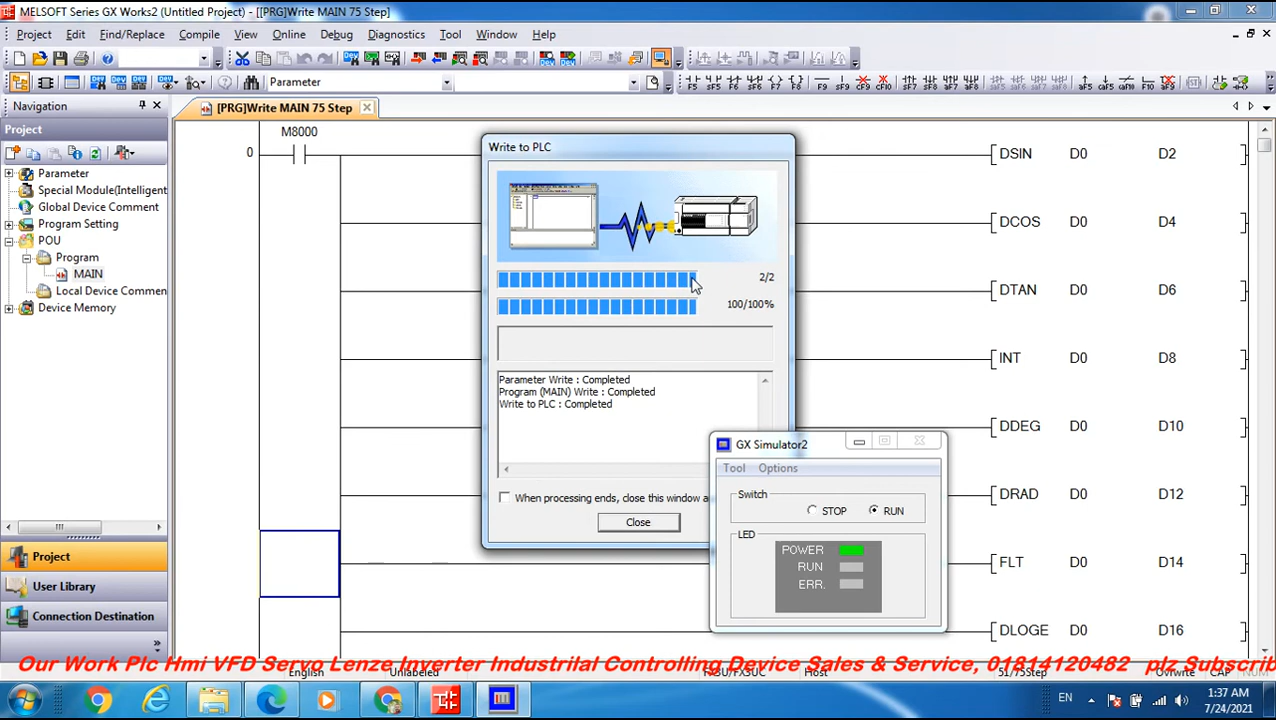 MELSOFT Series GX Works2 (Untitled Project) - [[PRG]Write MAIN 75 Step]
Project Edit Find/Replace Compile View Online Debug Diagnostics Tool Window Help
Parameter
Navigation
[PRG]Write MAIN 75 Step
Project
Parameter
Special Module(Intelligent
Global Device Comment
Program Setting
POU
Program
MAIN
Local Device Commen
Device Memory
Project
User Library
Connection Destination
M8000
0
DSIN D0 D2
DCOS D0 D4
DTAN D0 D6
INT D0 D8
DDEG D0 D10
DRAD D0 D12
FLT D0 D14
DLOGE D0 D16
Write to PLC
2/2
100/100%
Parameter Write : Completed
Program (MAIN) Write : Completed
Write to PLC : Completed
When processing ends, close this window a
Close
GX Simulator2
Tool Options
Switch
STOP RUN
LED
POWER
RUN
ERR.
Our Work Plc Hmi VFD Servo Lenze Inverter Industrilal Controlling Device Sales & Service, 01814120482 plz Subscrib
English Unlabeled FX3U/FX3UC Host 51/75Step Ovrwrte CAP NUM
EN
1:37 AM
7/24/2021